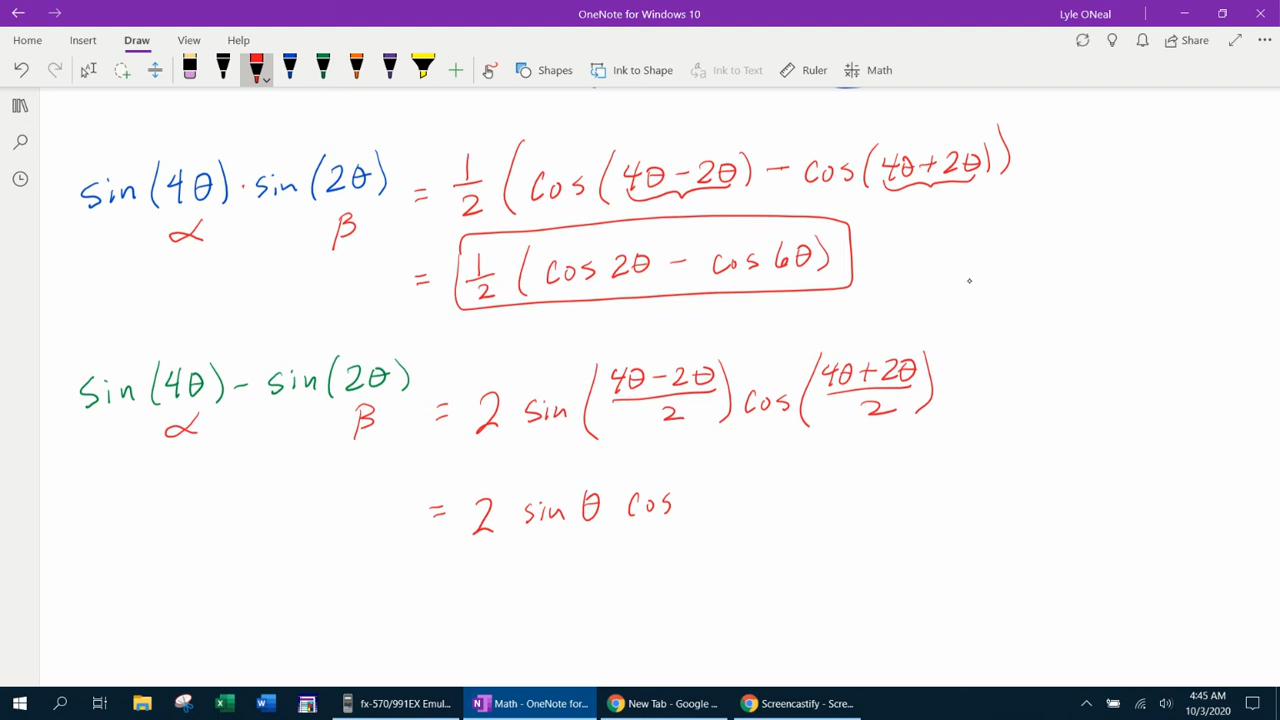 OneNote for Windows 10
Lyle ONeal
Home Insert Draw View Help
Share
Shapes Ink to Shape Ink to Text Ruler Math
sin(4θ)·sin(2θ) = 1/2 (cos(4θ-2θ) - cos(4θ+2θ))
α β
= 1/2 (cos 2θ - cos 6θ)
sin(4θ) - sin(2θ) = 2 sin((4θ-2θ)/2) cos((4θ+2θ)/2)
α β
= 2 sin θ cos
fx-570/991EX Emul... Math - OneNote for ... New Tab - Google ... Screencastify - Scre...
4:45 AM
10/3/2020